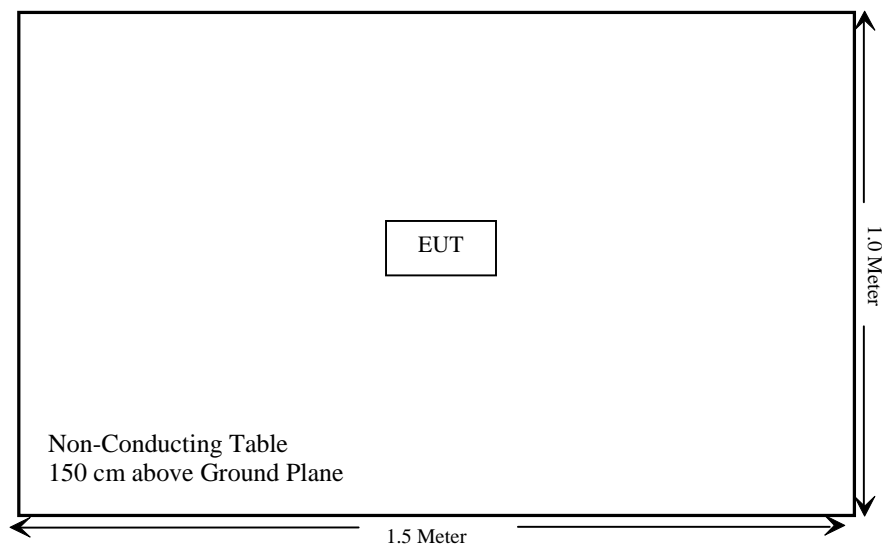 EUT
1.0 Meter
Non-Conducting Table
150 cm above Ground Plane
1.5 Meter